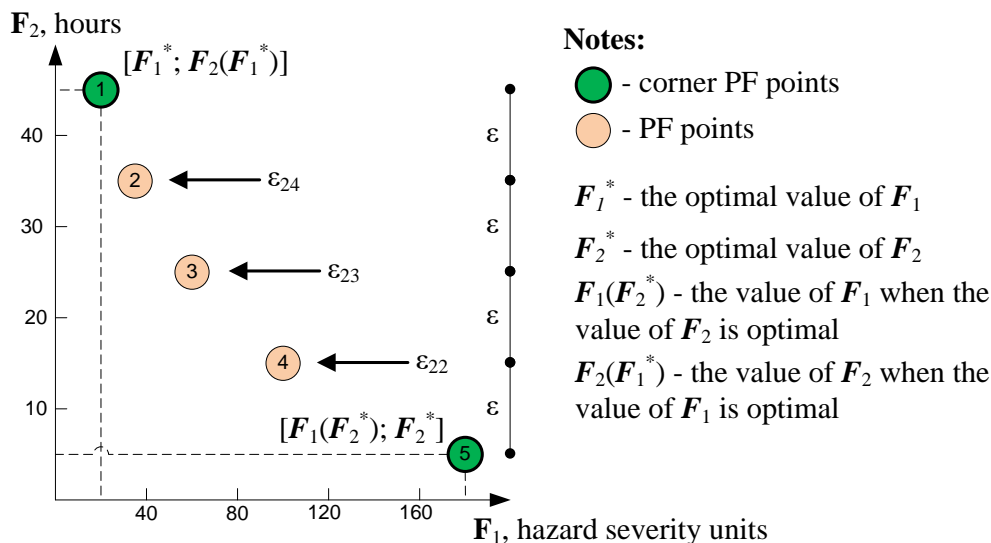 F₂, hours
[F₁*; F₂(F₁*)]
1
40
2
ε₂₄
30
3
ε₂₃
20
4
ε₂₂
10
[F₁(F₂*); F₂*]
5
40
80
120
160
F₁, hazard severity units
ε
ε
ε
ε
Notes:
- corner PF points
- PF points
F₁* - the optimal value of F₁
F₂* - the optimal value of F₂
F₁(F₂*) - the value of F₁ when the
value of F₂ is optimal
F₂(F₁*) - the value of F₂ when the
value of F₁ is optimal